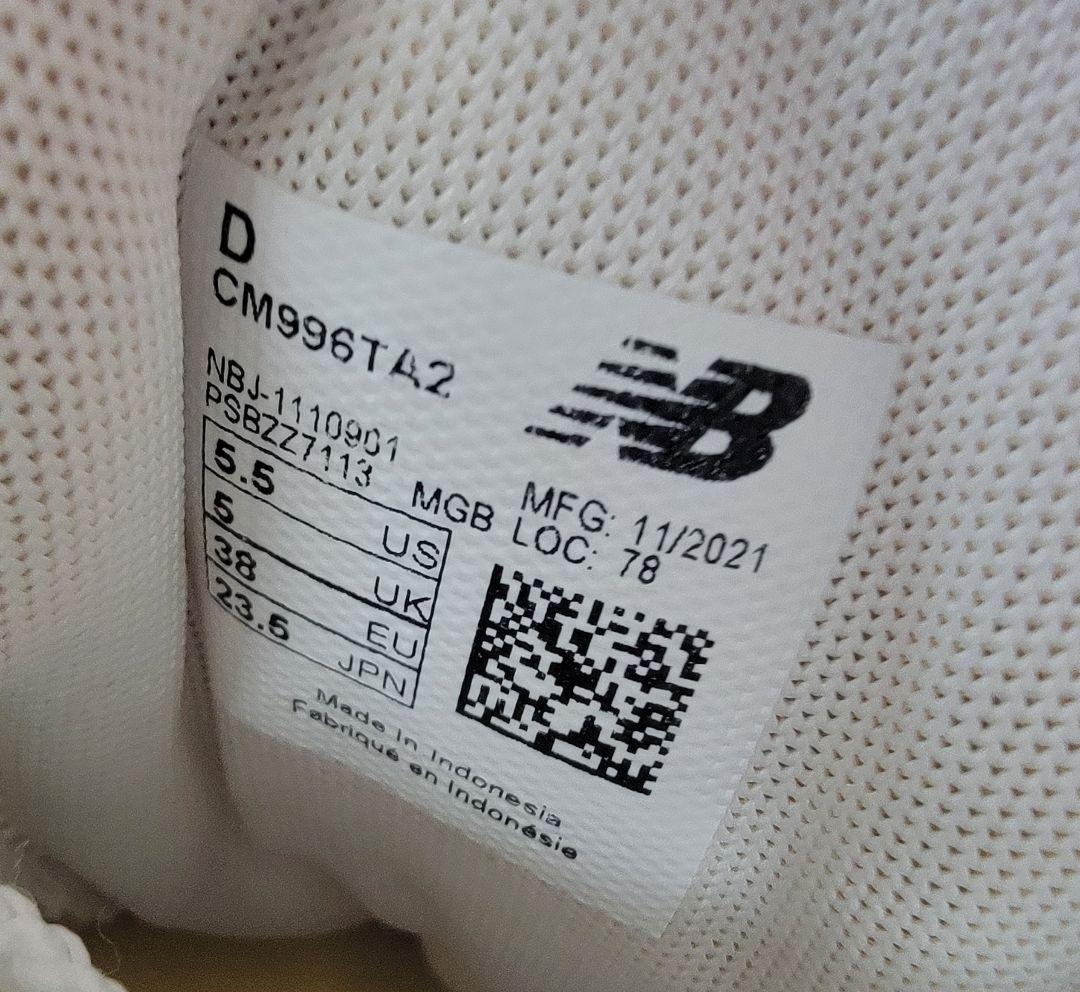 D
CM996TA2
NB
NBJ-1110901
PSBZZ7113
MGB
MFG: 11/2021
LOC: 78
5.5 US
5 UK
38 EU
23.5 JPN
Made In Indonesia
Fabriqué en Indonésie